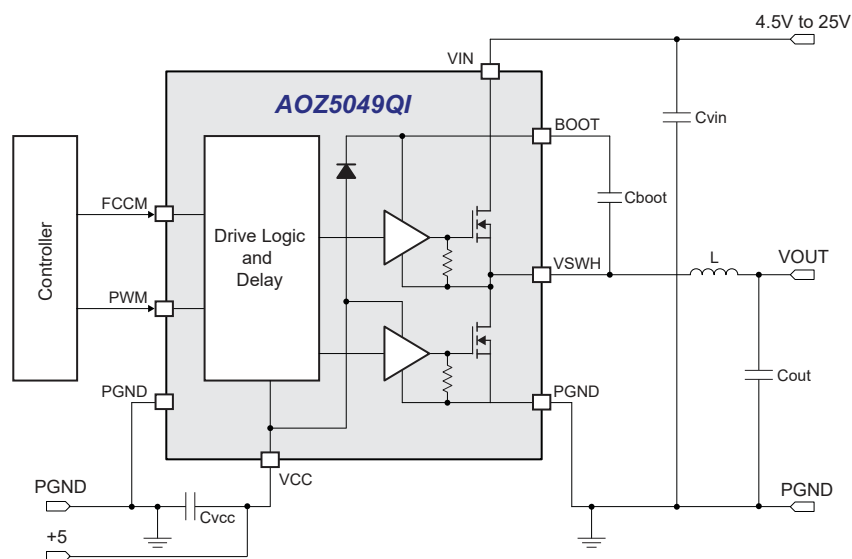 4.5V to 25V
VIN
AOZ5049QI
BOOT
Cvin
Controller
FCCM
Drive Logic
and
Delay
Cboot
VSWH
L
VOUT
PWM
PGND
PGND
Cout
VCC
PGND
Cvcc
PGND
+5